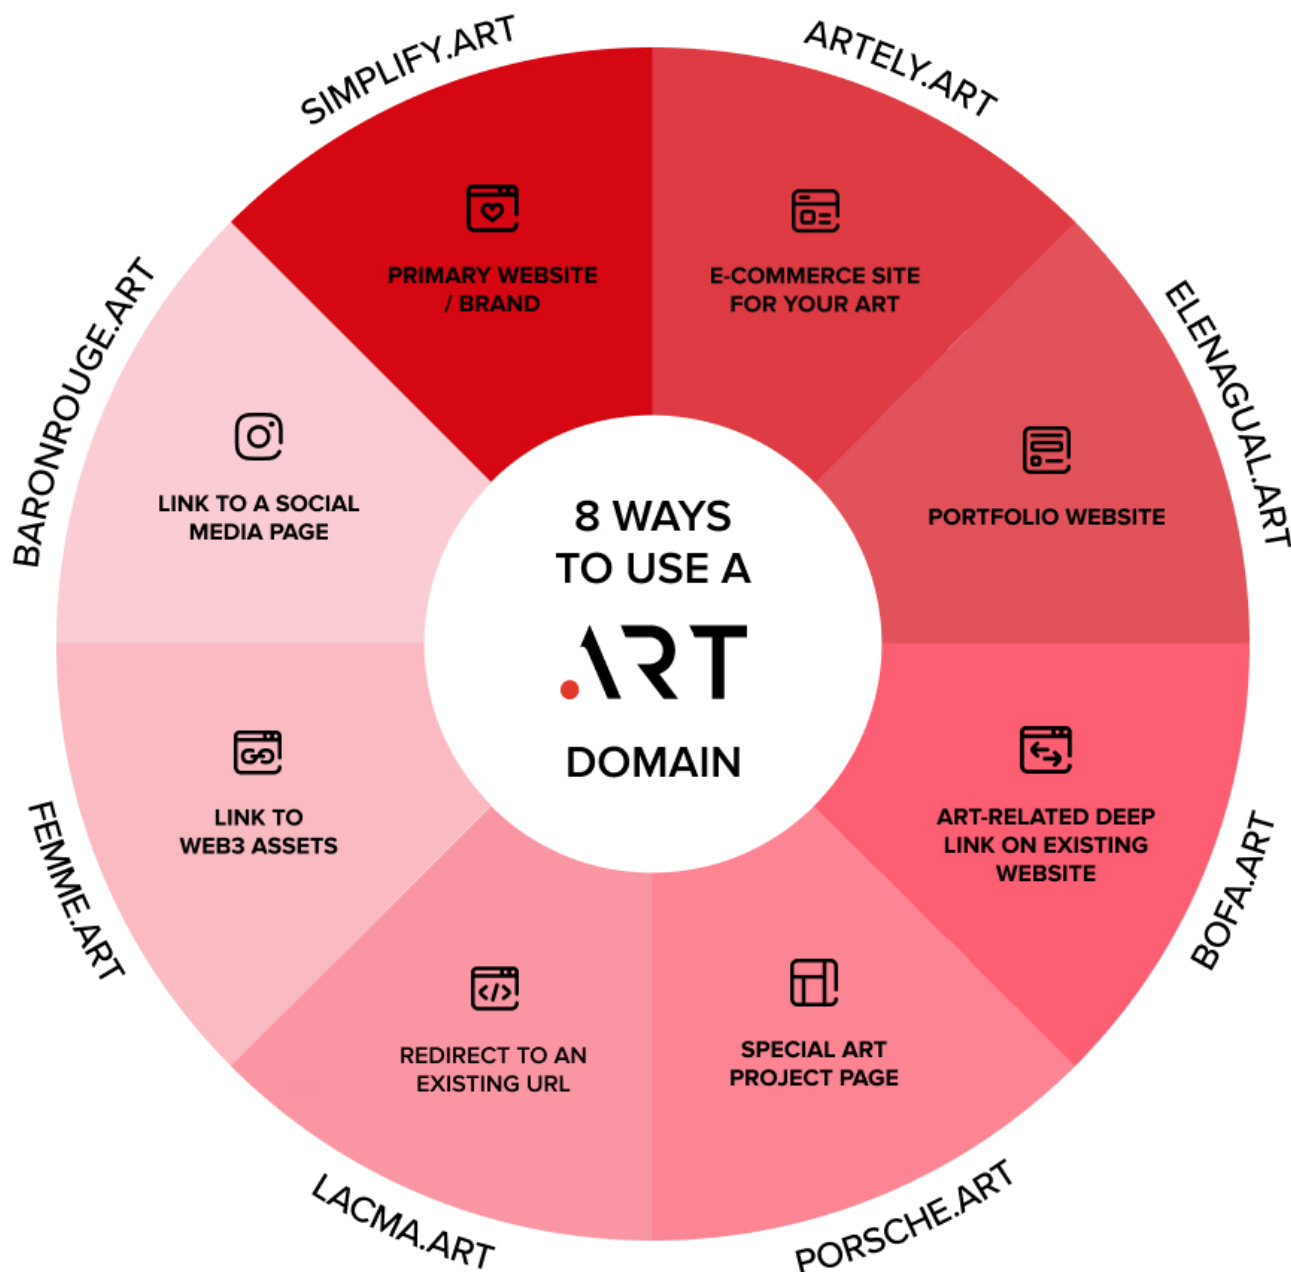 8 WAYS
TO USE A
.ART
DOMAIN
SIMPLIFY.ART
PRIMARY WEBSITE
/ BRAND
ARTELY.ART
E-COMMERCE SITE
FOR YOUR ART
ELENAGUAL.ART
PORTFOLIO WEBSITE
BOFA.ART
ART-RELATED DEEP
LINK ON EXISTING
WEBSITE
PORSCHE.ART
SPECIAL ART
PROJECT PAGE
LACMA.ART
REDIRECT TO AN
EXISTING URL
FEMME.ART
LINK TO
WEB3 ASSETS
BARONROUGE.ART
LINK TO A SOCIAL
MEDIA PAGE